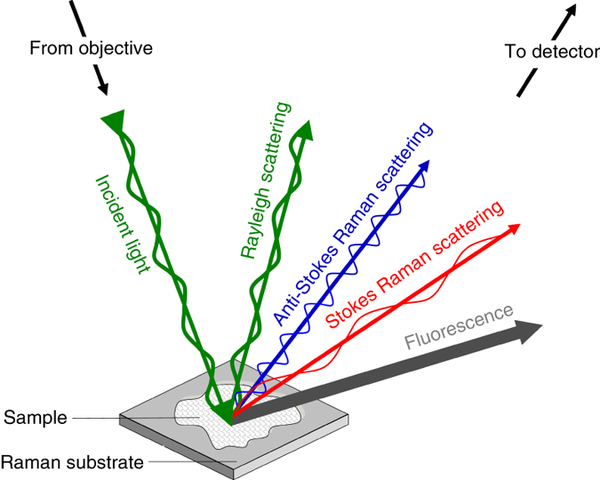 From objective
To detector
Incident light
Rayleigh scattering
Anti-Stokes Raman scattering
Stokes Raman scattering
Fluorescence
Sample
Raman substrate